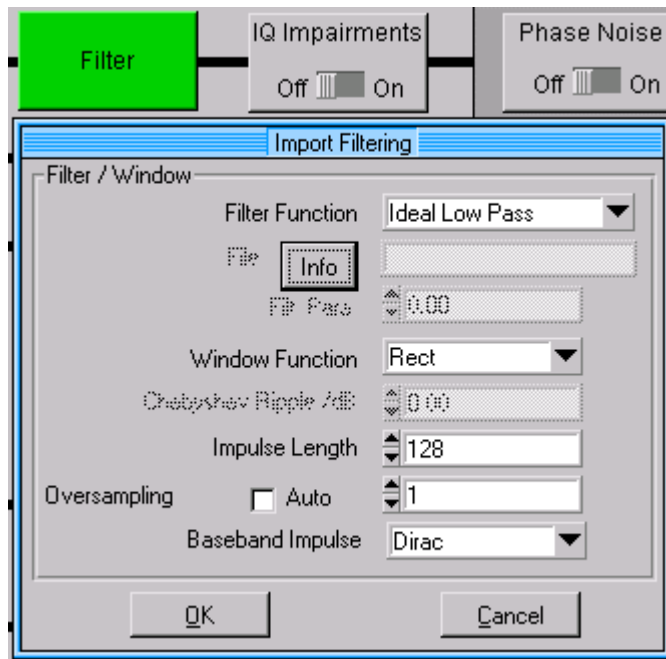 Filter
IQ Impairments
Off On
Phase Noise
Off On
Import Filtering
Filter / Window
Filter Function Ideal Low Pass
File Info
Filt Para 0.00
Window Function Rect
Chebyshev Ripple /dB 0.00
Impulse Length 128
Oversampling Auto 1
Baseband Impulse Dirac
OK Cancel